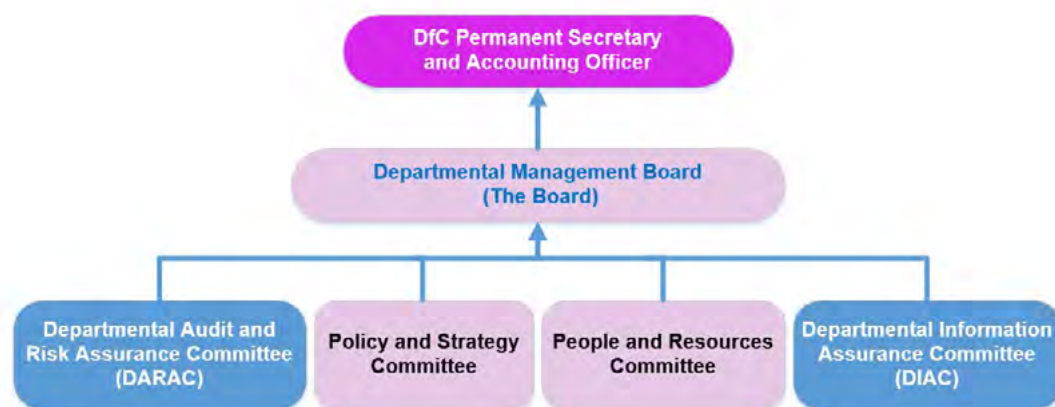 DfC Permanent Secretary
and Accounting Officer
Departmental Management Board
(The Board)
Departmental Audit and
Risk Assurance Committee
(DARAC)
Policy and Strategy
Committee
People and Resources
Committee
Departmental Information
Assurance Committee
(DIAC)